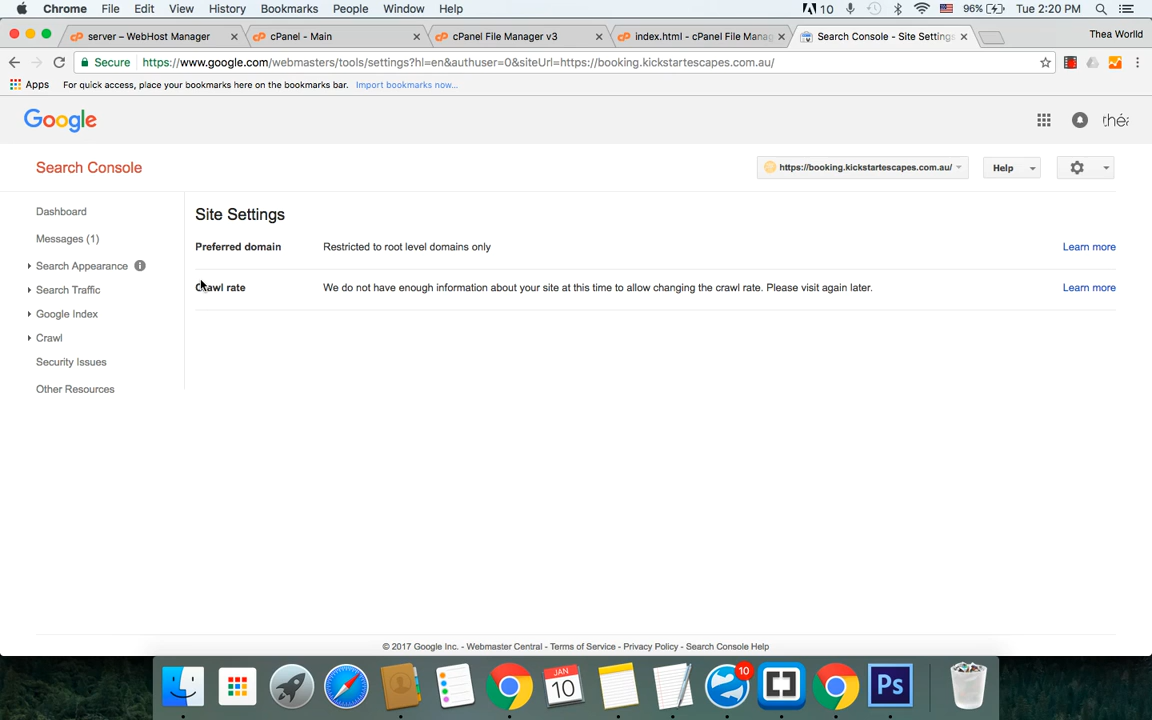 Chrome File Edit View History Bookmarks People Window Help
10 96% Tue 2:20 PM
server – WebHost Manager
cPanel - Main
cPanel File Manager v3
index.html - cPanel File Manag
Search Console - Site Settings
Thea World
Secure https://www.google.com/webmasters/tools/settings?hl=en&authuser=0&siteUrl=https://booking.kickstartescapes.com.au/
Apps For quick access, place your bookmarks here on the bookmarks bar. Import bookmarks now...
Google
théa
Search Console
https://booking.kickstartescapes.com.au/
Help
Dashboard
Messages (1)
Search Appearance i
Search Traffic
Google Index
Crawl
Security Issues
Other Resources
Site Settings
Preferred domain Restricted to root level domains only Learn more
Crawl rate We do not have enough information about your site at this time to allow changing the crawl rate. Please visit again later. Learn more
© 2017 Google Inc. - Webmaster Central - Terms of Service - Privacy Policy - Search Console Help
JAN
10
10
Ps